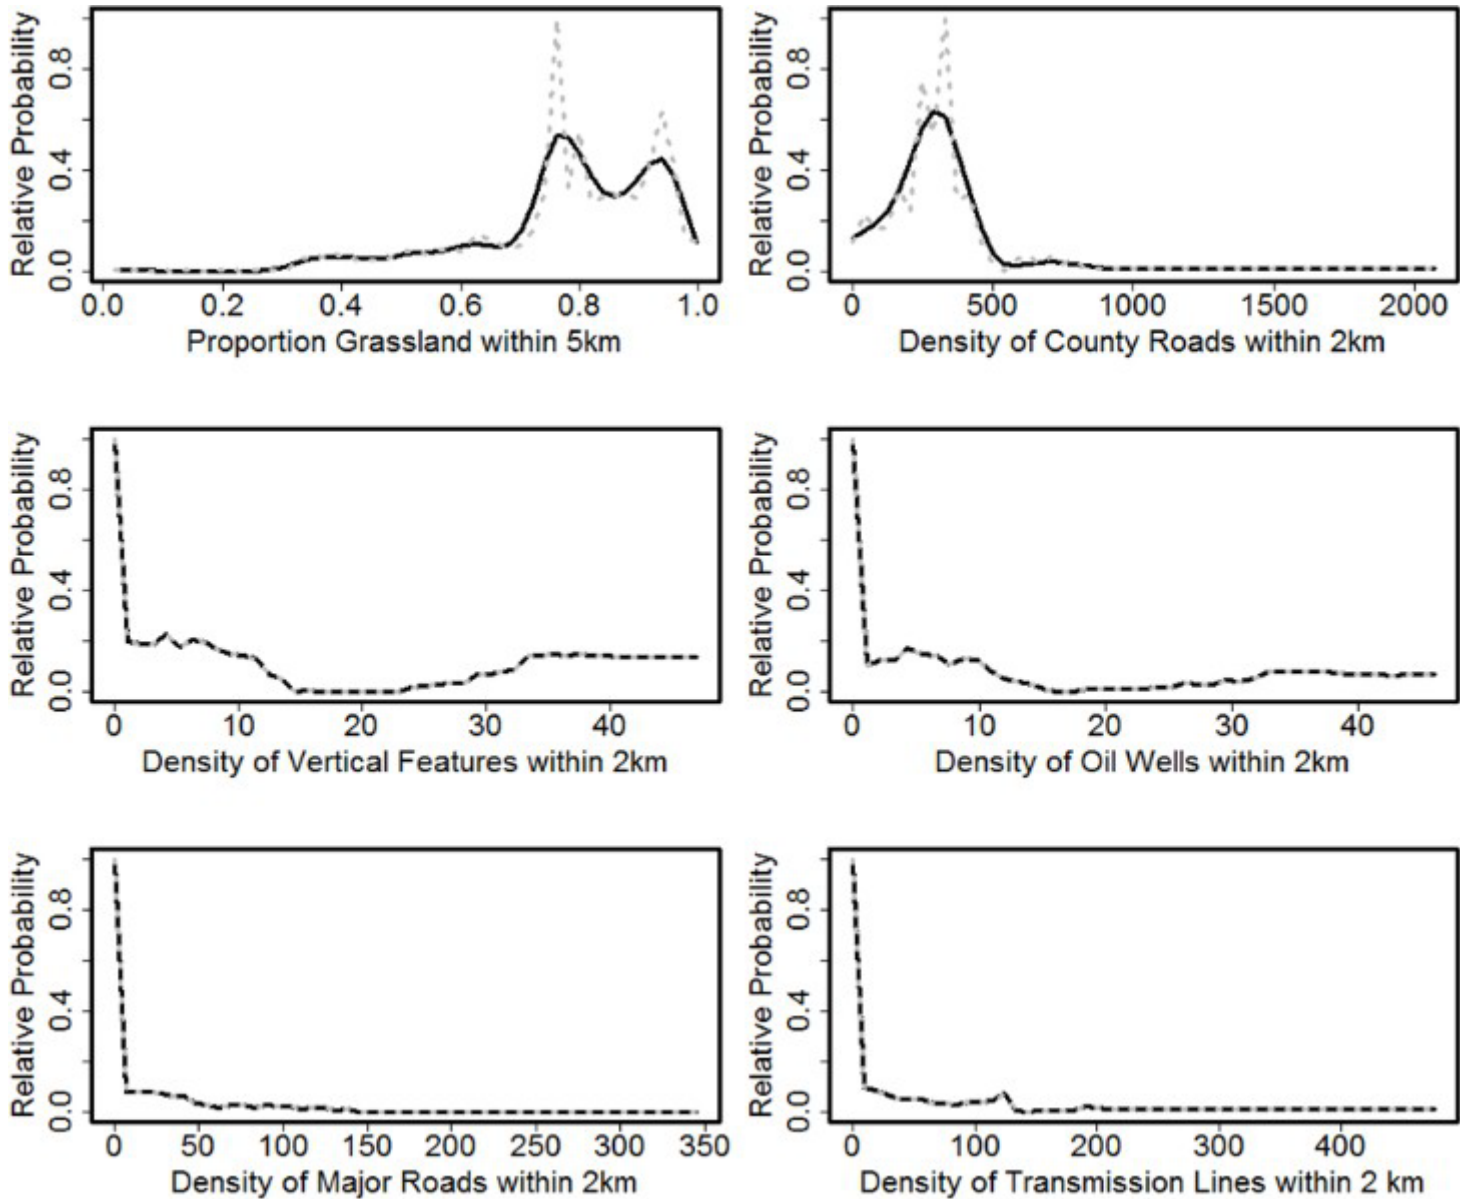 Relative Probability
0.0 0.4 0.8
0.0 0.2 0.4 0.6 0.8 1.0
Proportion Grassland within 5km
Relative Probability
0.0 0.4 0.8
0 500 1000 1500 2000
Density of County Roads within 2km
Relative Probability
0.0 0.4 0.8
0 10 20 30 40
Density of Vertical Features within 2km
Relative Probability
0.0 0.4 0.8
0 10 20 30 40
Density of Oil Wells within 2km
Relative Probability
0.0 0.4 0.8
0 50 100 150 200 250 300 350
Density of Major Roads within 2km
Relative Probability
0.0 0.4 0.8
0 100 200 300 400
Density of Transmission Lines within 2 km